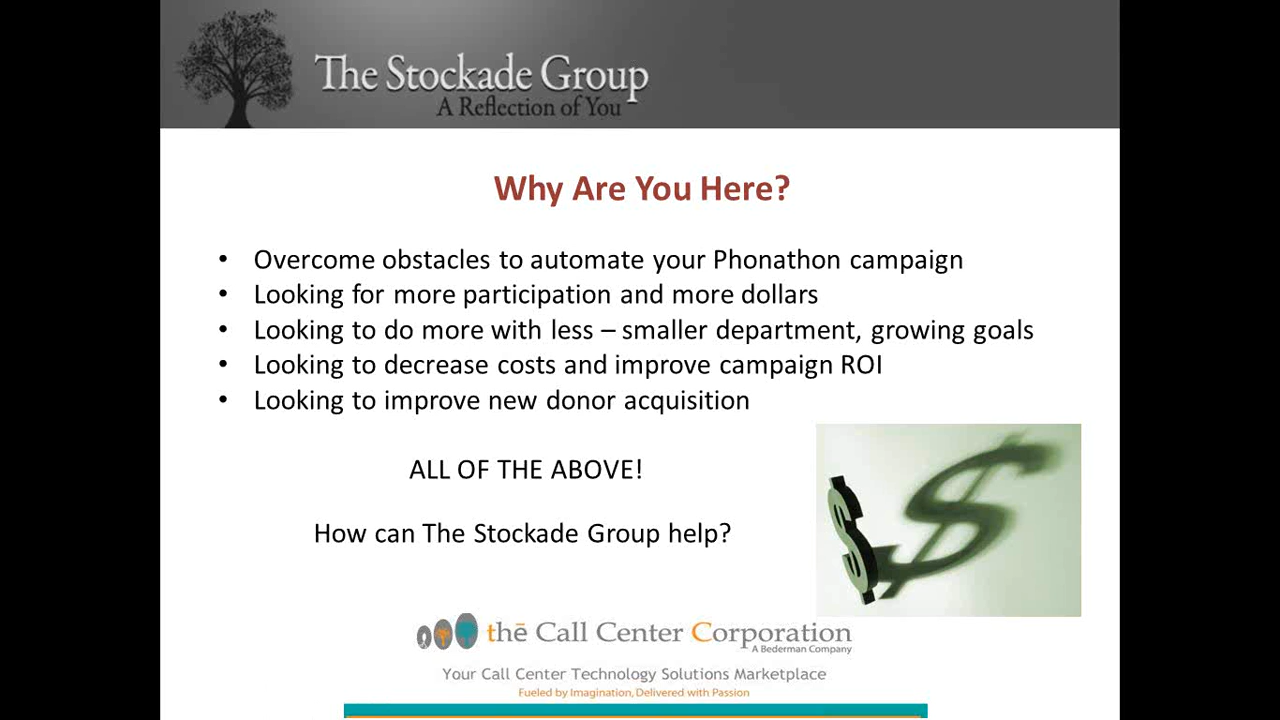 The Stockade Group
A Reflection of You
Why Are You Here?
• Overcome obstacles to automate your Phonathon campaign
• Looking for more participation and more dollars
• Looking to do more with less – smaller department, growing goals
• Looking to decrease costs and improve campaign ROI
• Looking to improve new donor acquisition
ALL OF THE ABOVE!
How can The Stockade Group help?
$ $
thē Call Center Corporation
A Bederman Company
Your Call Center Technology Solutions Marketplace
Fueled by Imagination, Delivered with Passion